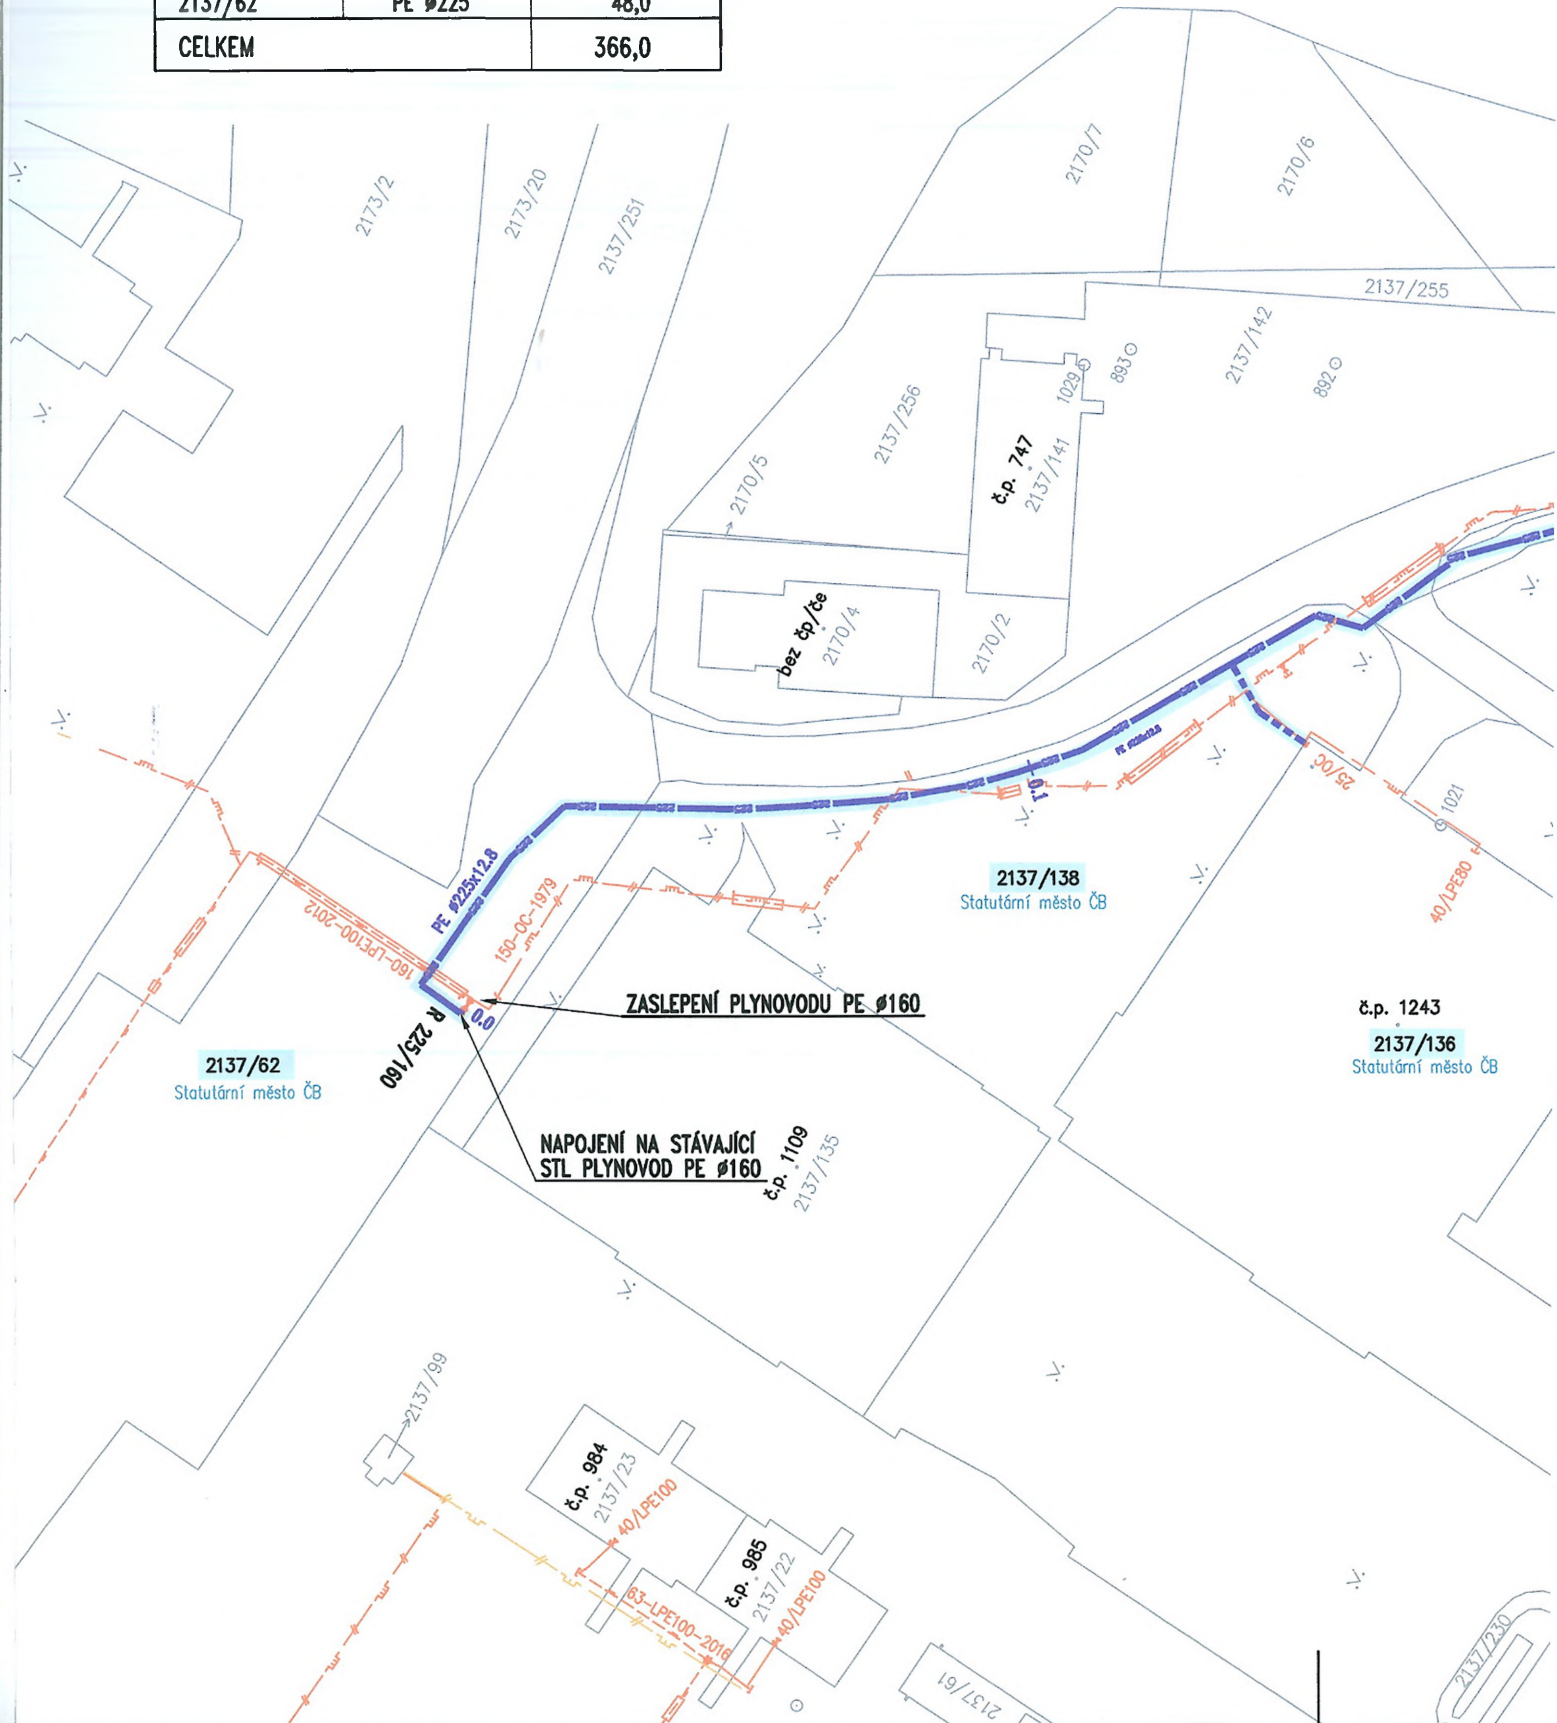 2137/62 PE ø225 48,0
CELKEM 366,0
2170/7
2170/6
2173/2
2173/20
2137/251
2137/255
2137/142
1029
893
892
2137/256
č.p. 747
2137/141
2170/5
bez čp/če
2170/4
2170/2
PE ø225x12.8
0.1
25/OC
1021
PE ø225x12.8
150-OC-1979
160-LPE100-2012
2137/138
Statutární město ČB
40/LPE80
ZASLEPENÍ PLYNOVODU PE ø160
0.0
R 225/160
č.p. 1243
2137/136
Statutární město ČB
2137/62
Statutární město ČB
NAPOJENÍ NA STÁVAJÍCÍ
STL PLYNOVOD PE ø160
č.p. 1109
2137/135
2137/99
č.p. 984
2137/23
40/LPE100
č.p. 985
2137/22
40/LPE100
63-LPE100-2016
2137/61
2137/230